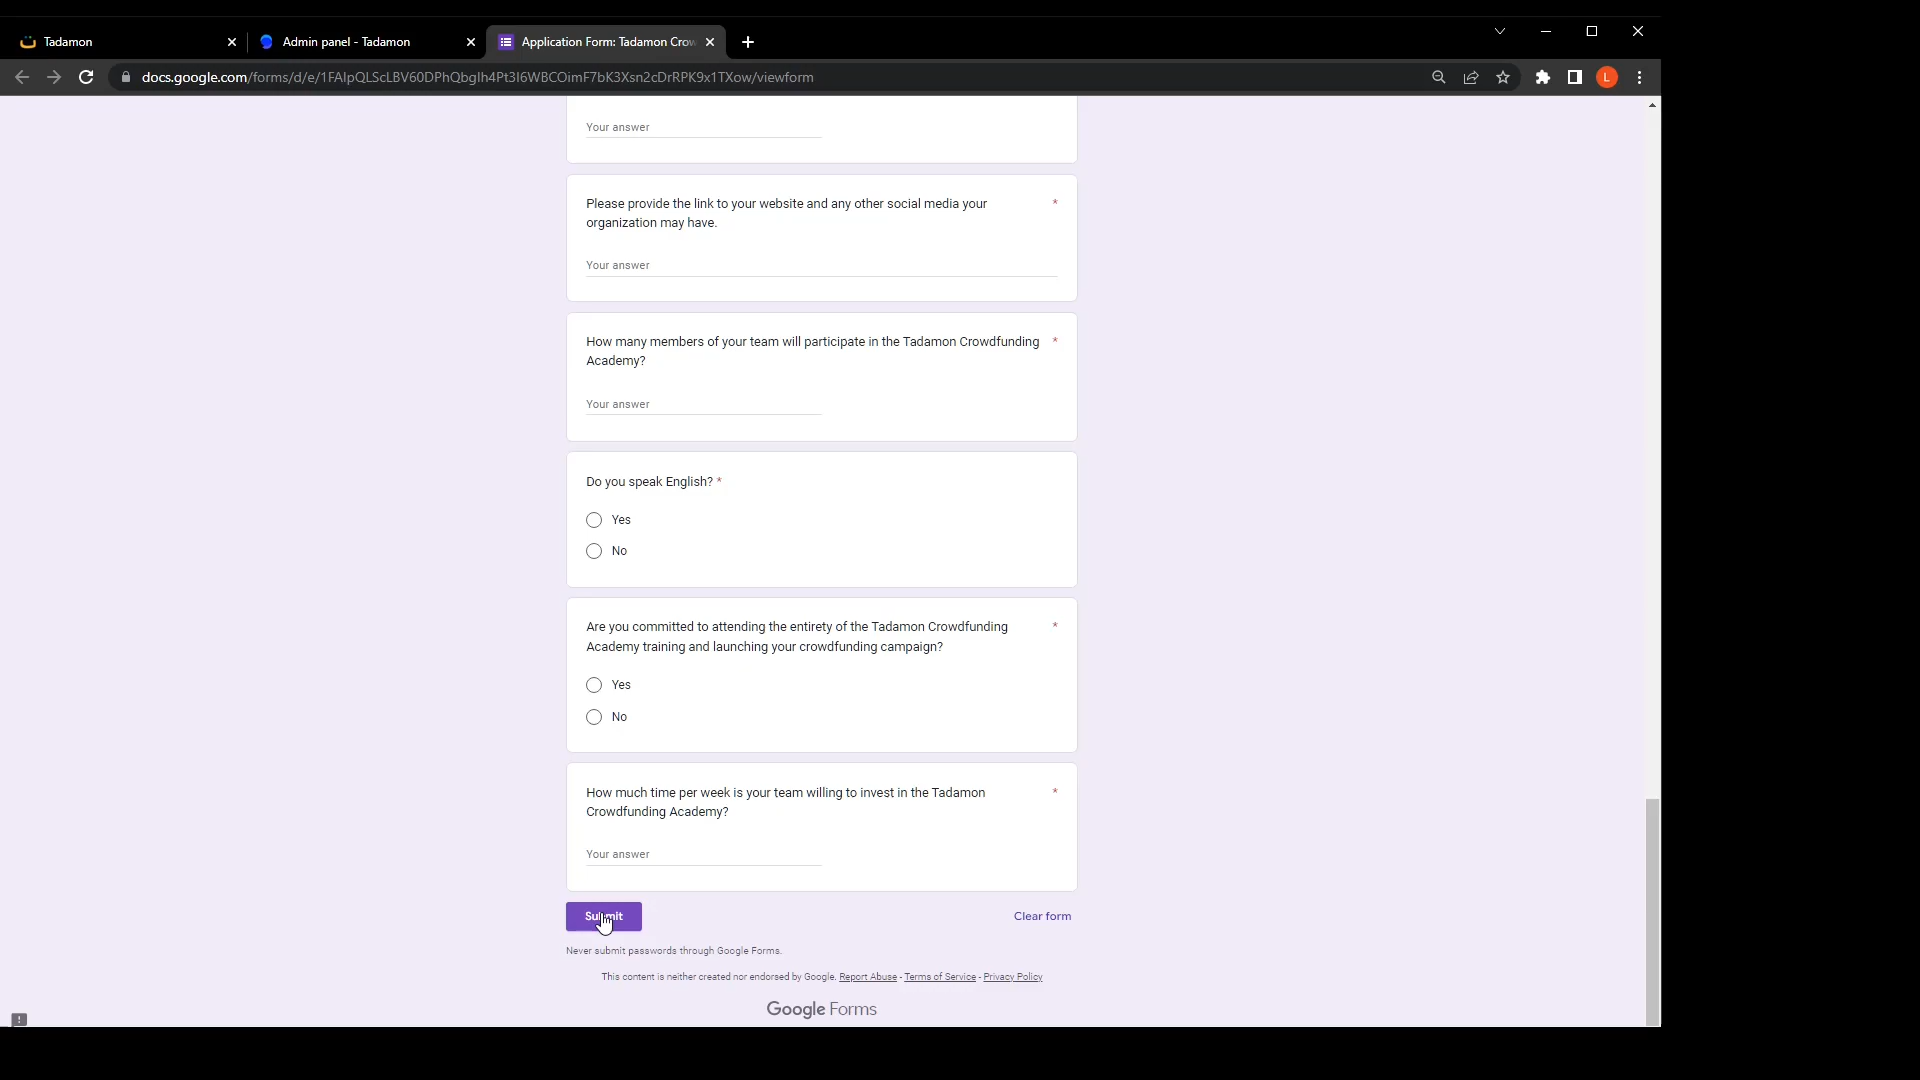 Tadamon
Admin panel - Tadamon
Application Form: Tadamon Crow
docs.google.com/forms/d/e/1FAIpQLScLBV60DPhQbgIh4Pt3I6WBCOimF7bK3Xsn2cDrRPK9x1TXow/viewform
L
Your answer
Please provide the link to your website and any other social media your *
organization may have.
Your answer
How many members of your team will participate in the Tadamon Crowdfunding *
Academy?
Your answer
Do you speak English? *
Yes
No
Are you committed to attending the entirety of the Tadamon Crowdfunding *
Academy training and launching your crowdfunding campaign?
Yes
No
How much time per week is your team willing to invest in the Tadamon *
Crowdfunding Academy?
Your answer
Submit
Clear form
Never submit passwords through Google Forms.
This content is neither created nor endorsed by Google. Report Abuse - Terms of Service - Privacy Policy
Google Forms